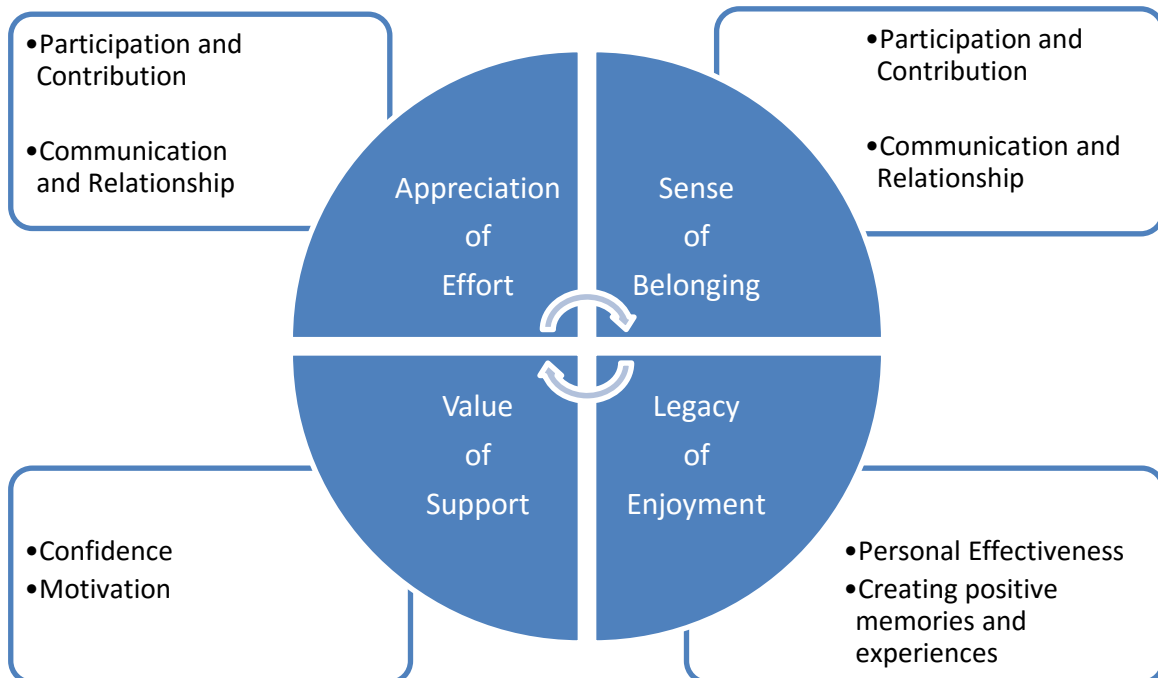 •Participation and
Contribution
•Communication
and Relationship
•Participation and
Contribution
•Communication and
Relationship
Appreciation
of
Effort
Sense
of
Belonging
Value
of
Support
Legacy
of
Enjoyment
•Confidence
•Motivation
•Personal Effectiveness
•Creating positive
memories and
experiences